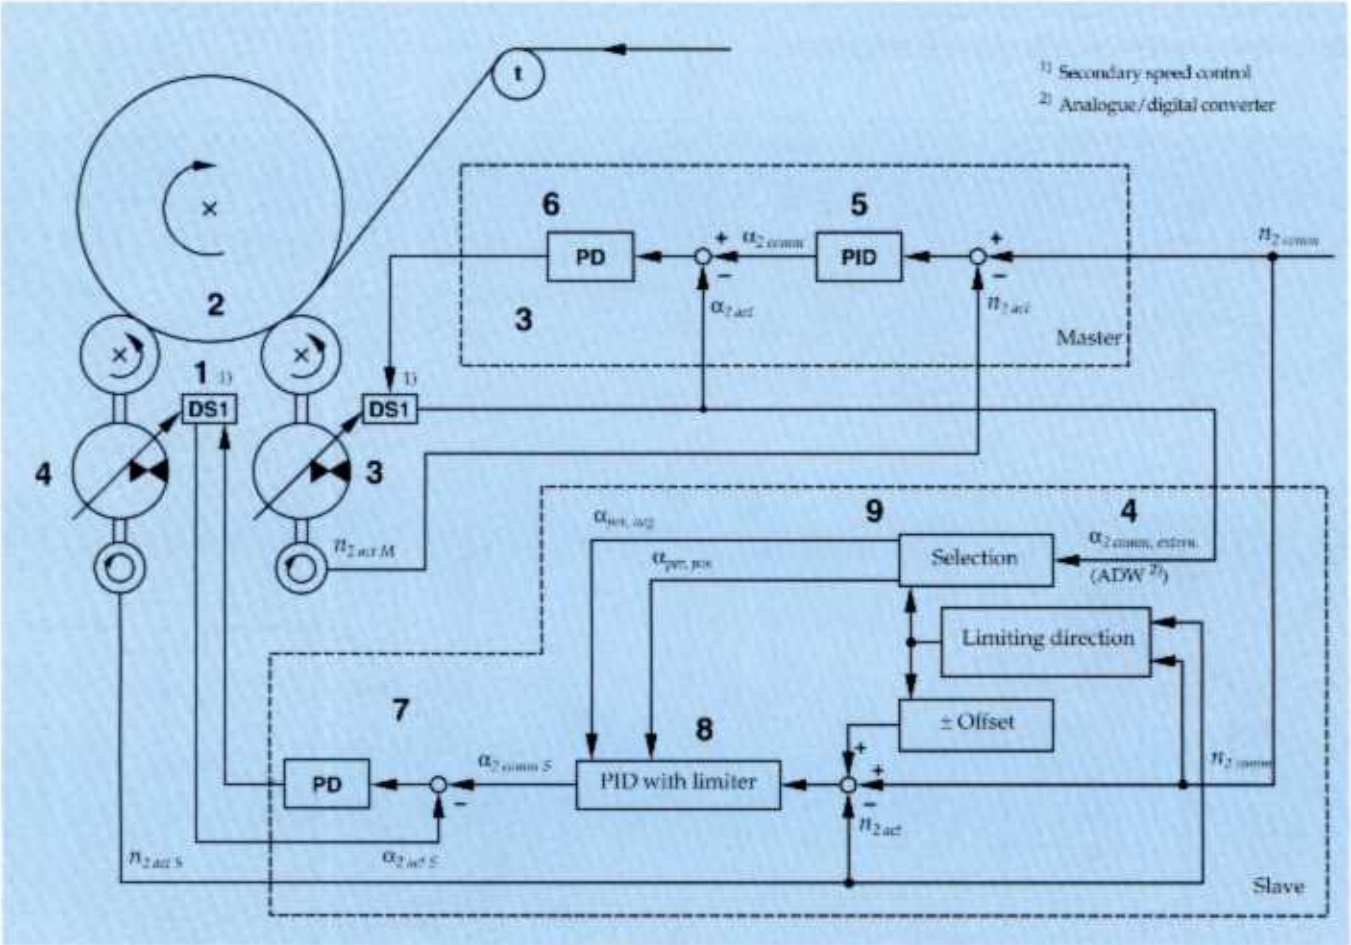 t
1) Secondary speed control
2) Analogue/digital converter
6
5
PD
+
−
α2 comm
PID
+
−
n2 comm
2
3
α2 act
n2 act
Master
1 1)
1)
DS1
DS1
4
3
n2 act M
9
4
αper, neg
Selection
α2 comm, extern.
(ADW 2))
αper, pos
Limiting direction
7
8
± Offset
+
+
−
PD
−
α2 comm S
PID with limiter
n2 comm
n2 act
n2 act S
α2 act S
Slave